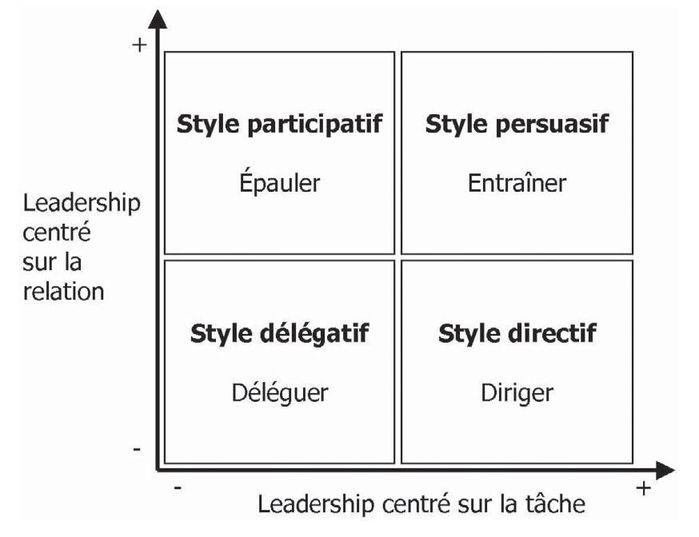 +
Style participatif
Épauler
Style persuasif
Entraîner
Leadership
centré
sur la
relation
Style délégatif
Déléguer
Style directif
Diriger
-
-
+
Leadership centré sur la tâche